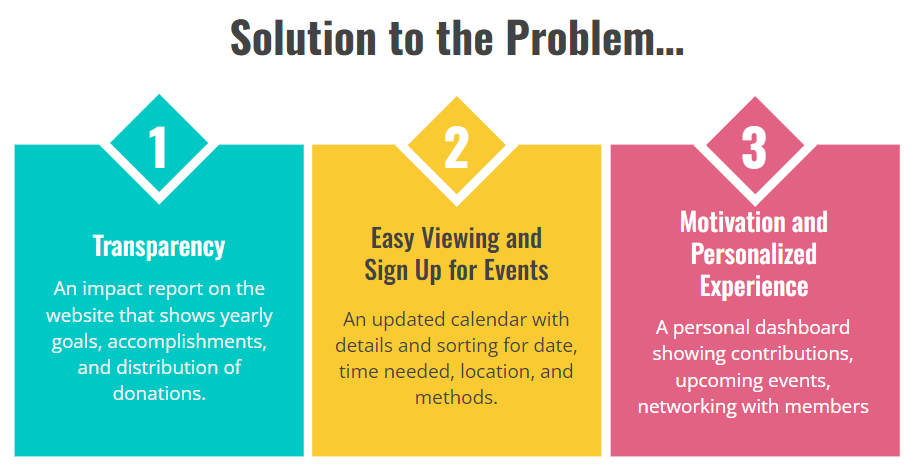 Solution to the Problem...
1
Transparency
An impact report on the
website that shows yearly
goals, accomplishments,
and distribution of
donations.
2
Easy Viewing and
Sign Up for Events
An updated calendar with
details and sorting for date,
time needed, location, and
methods.
3
Motivation and
Personalized
Experience
A personal dashboard
showing contributions,
upcoming events,
networking with members